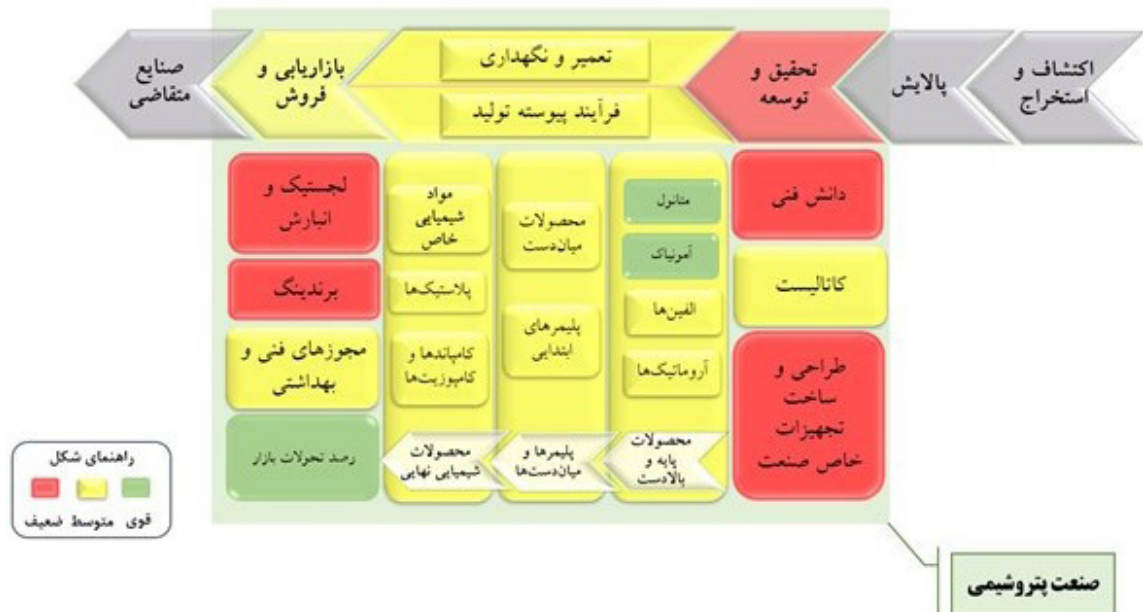 اکتشاف و
استخراج
پالایش
تحقیق و
توسعه
تعمیر و نگهداری
فرآیند پیوسته تولید
بازاریابی و
فروش
صنایع
متقاضی
دانش فنی
کاتالیست
طراحی و
ساخت
تجهیزات
خاص صنعت
متانول
آمونیاک
الفین‌ها
آروماتیک‌ها
محصولات
پایه و
بالادست
محصولات
میان‌دست
پلیمرهای
ابتدایی
پلیمرها و
میان‌دست‌ها
مواد
شیمیایی
خاص
پلاستیک‌ها
کامپاندها و
کامپوزیت‌ها
محصولات
شیمیایی نهایی
لجستیک و
انبارش
برندینگ
مجوزهای فنی و
بهداشتی
رصد تحولات بازار
راهنمای شکل
قوی متوسط ضعیف
صنعت پتروشیمی